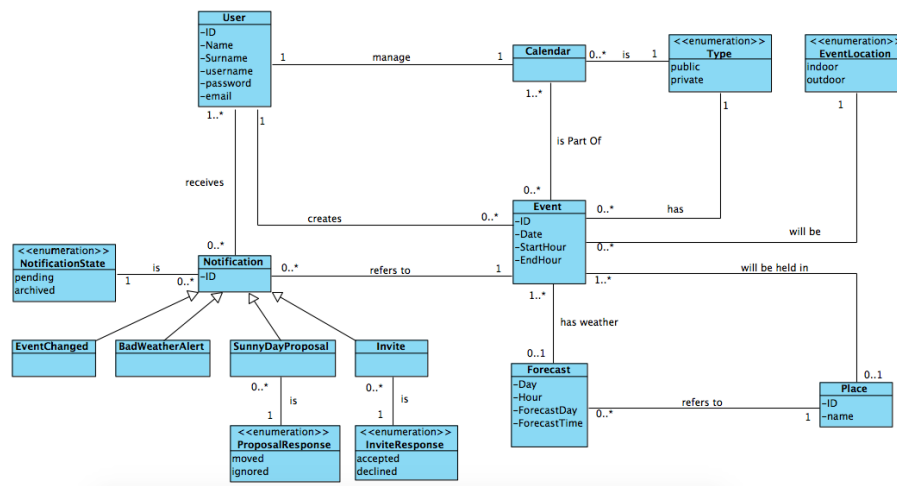 User
-ID
-Name
-Surname
-username
-password
-email
1
manage
1
Calendar
0..*
is
1
<<enumeration>>
Type
public
private
<<enumeration>>
EventLocation
indoor
outdoor
1..*
1
1..*
1
1
is Part Of
receives
0..*
creates
0..*
Event
-ID
-Date
-StartHour
-EndHour
0..*
has
0..*
will be
<<enumeration>>
NotificationState
pending
archived
1
is
0..*
0..*
Notification
-ID
0..*
refers to
1
1..*
will be held in
1..*
has weather
0..1
0..1
EventChanged
BadWeatherAlert
SunnyDayProposal
Invite
0..*
is
1
0..*
is
1
<<enumeration>>
ProposalResponse
moved
ignored
<<enumeration>>
InviteResponse
accepted
declined
Forecast
-Day
-Hour
-ForecastDay
-ForecastTime
0..*
refers to
1
Place
-ID
-name